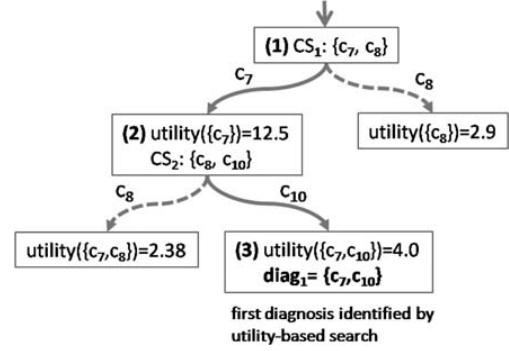 (1) CS₁: {c₇, c₈}
c₇
c₈
(2) utility({c₇})=12.5
CS₂: {c₈, c₁₀}
utility({c₈})=2.9
c₈
c₁₀
utility({c₇,c₈})=2.38
(3) utility({c₇,c₁₀})=4.0
diag₁= {c₇,c₁₀}
first diagnosis identified by
utility-based search